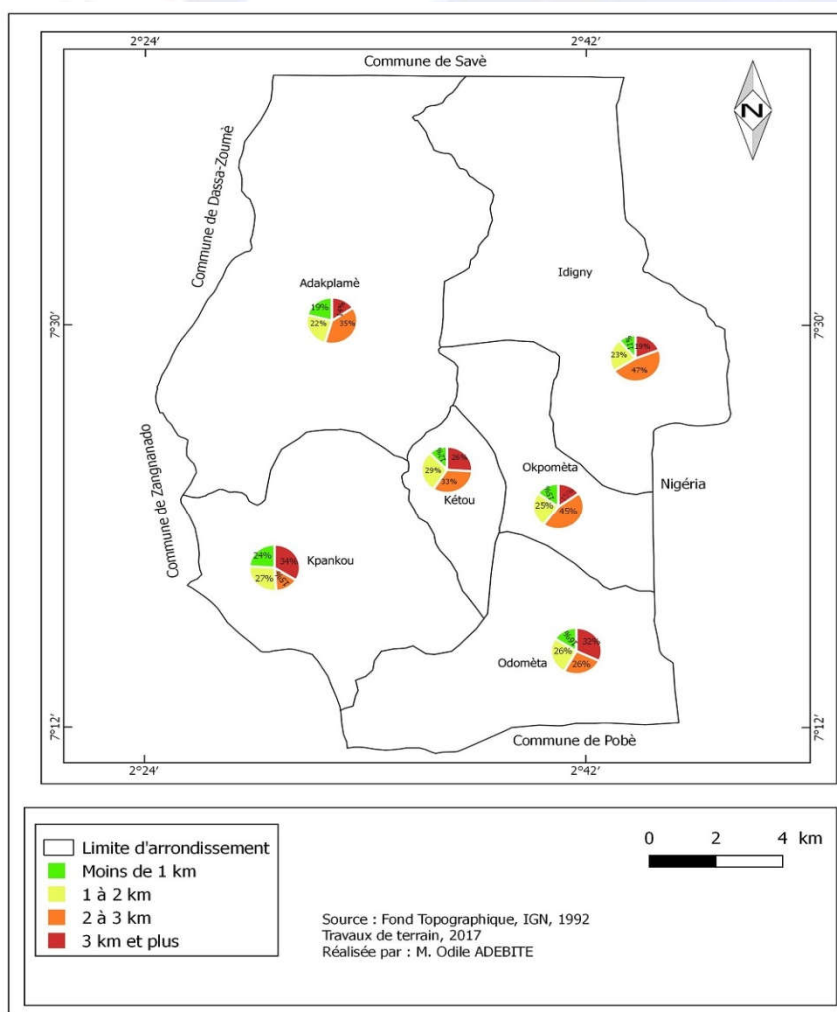 2°24'
2°42'
Commune de Savè
N
Commune de Dassa-Zoumè
Idigny
Adakplamè
19%
35%
22%
7°30'
7°30'
19%
23%
47%
Commune de Zangnanado
26%
29%
33%
Kétou
Okpomèta
25%
45%
Nigéria
24%
34%
27%
Kpankou
32%
26%
26%
Odomèta
7°12'
7°12'
Commune de Pobè
2°24'
2°42'
Limite d'arrondissement
Moins de 1 km
1 à 2 km
2 à 3 km
3 km et plus
0 2 4 km
Source : Fond Topographique, IGN, 1992
Travaux de terrain, 2017
Réalisée par : M. Odile ADEBITE